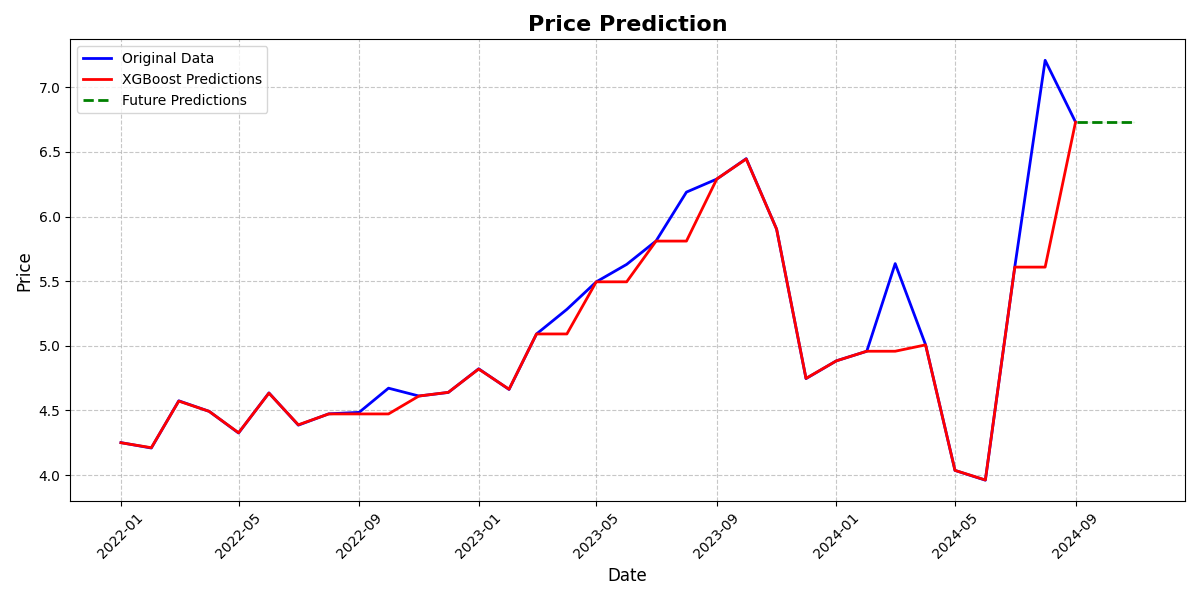 Price Prediction
Original Data
XGBoost Predictions
Future Predictions
Price
7.0
6.5
6.0
5.5
5.0
4.5
4.0
2022-01
2022-05
2022-09
2023-01
2023-05
2023-09
2024-01
2024-05
2024-09
Date